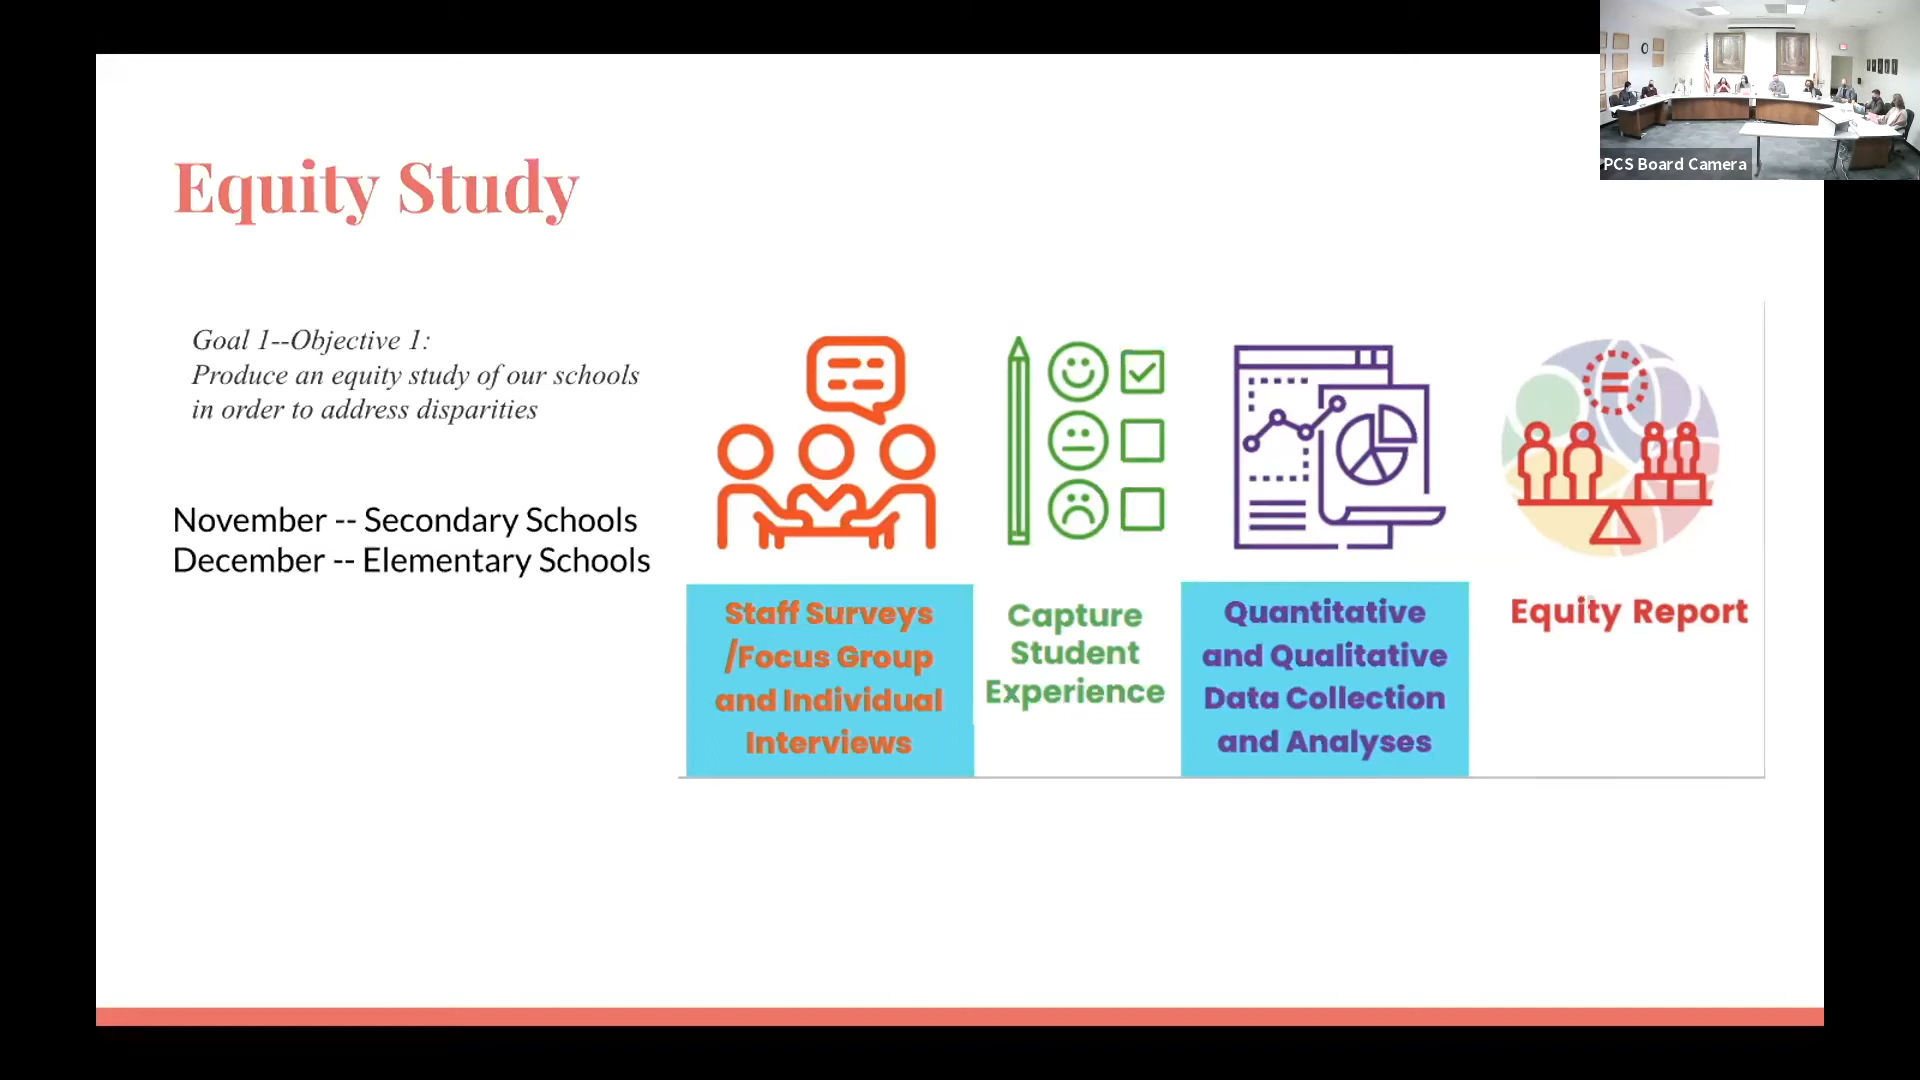 PCS Board Camera
Equity Study
Goal 1--Objective 1:
Produce an equity study of our schools
in order to address disparities
November -- Secondary Schools
December -- Elementary Schools
Staff Surveys
/Focus Group
and Individual
Interviews
Capture
Student
Experience
Quantitative
and Qualitative
Data Collection
and Analyses
Equity Report